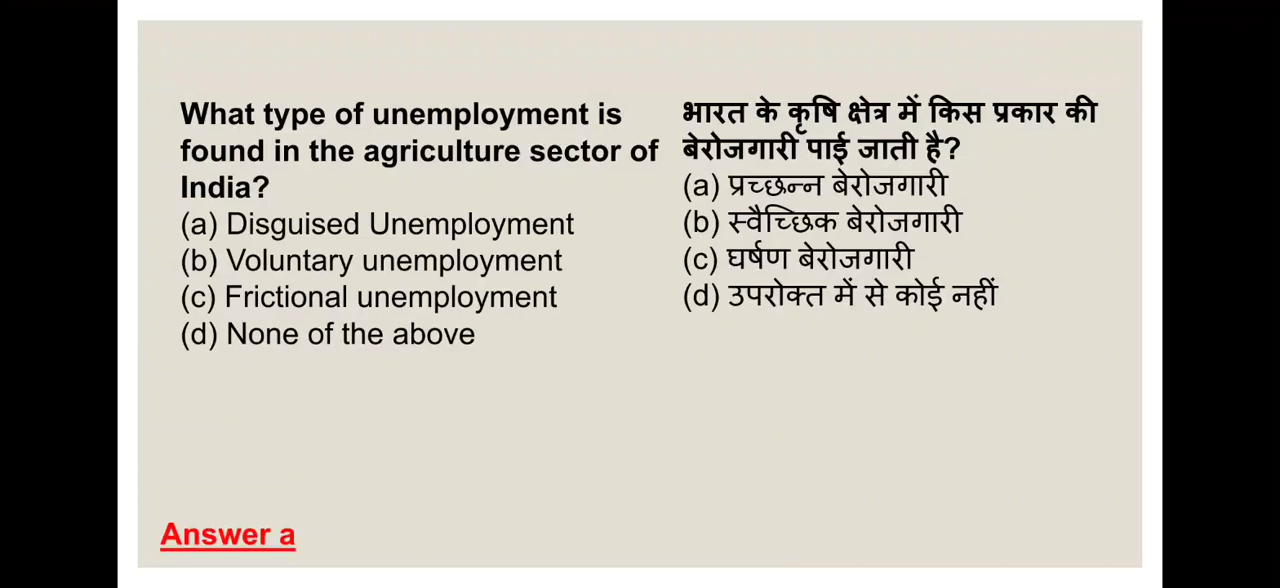 What type of unemployment is
found in the agriculture sector of
India?
(a) Disguised Unemployment
(b) Voluntary unemployment
(c) Frictional unemployment
(d) None of the above
भारत के कृषि क्षेत्र में किस प्रकार की
बेरोजगारी पाई जाती है?
(a) प्रच्छन्न बेरोजगारी
(b) स्वैच्छिक बेरोजगारी
(c) घर्षण बेरोजगारी
(d) उपरोक्त में से कोई नहीं
Answer a